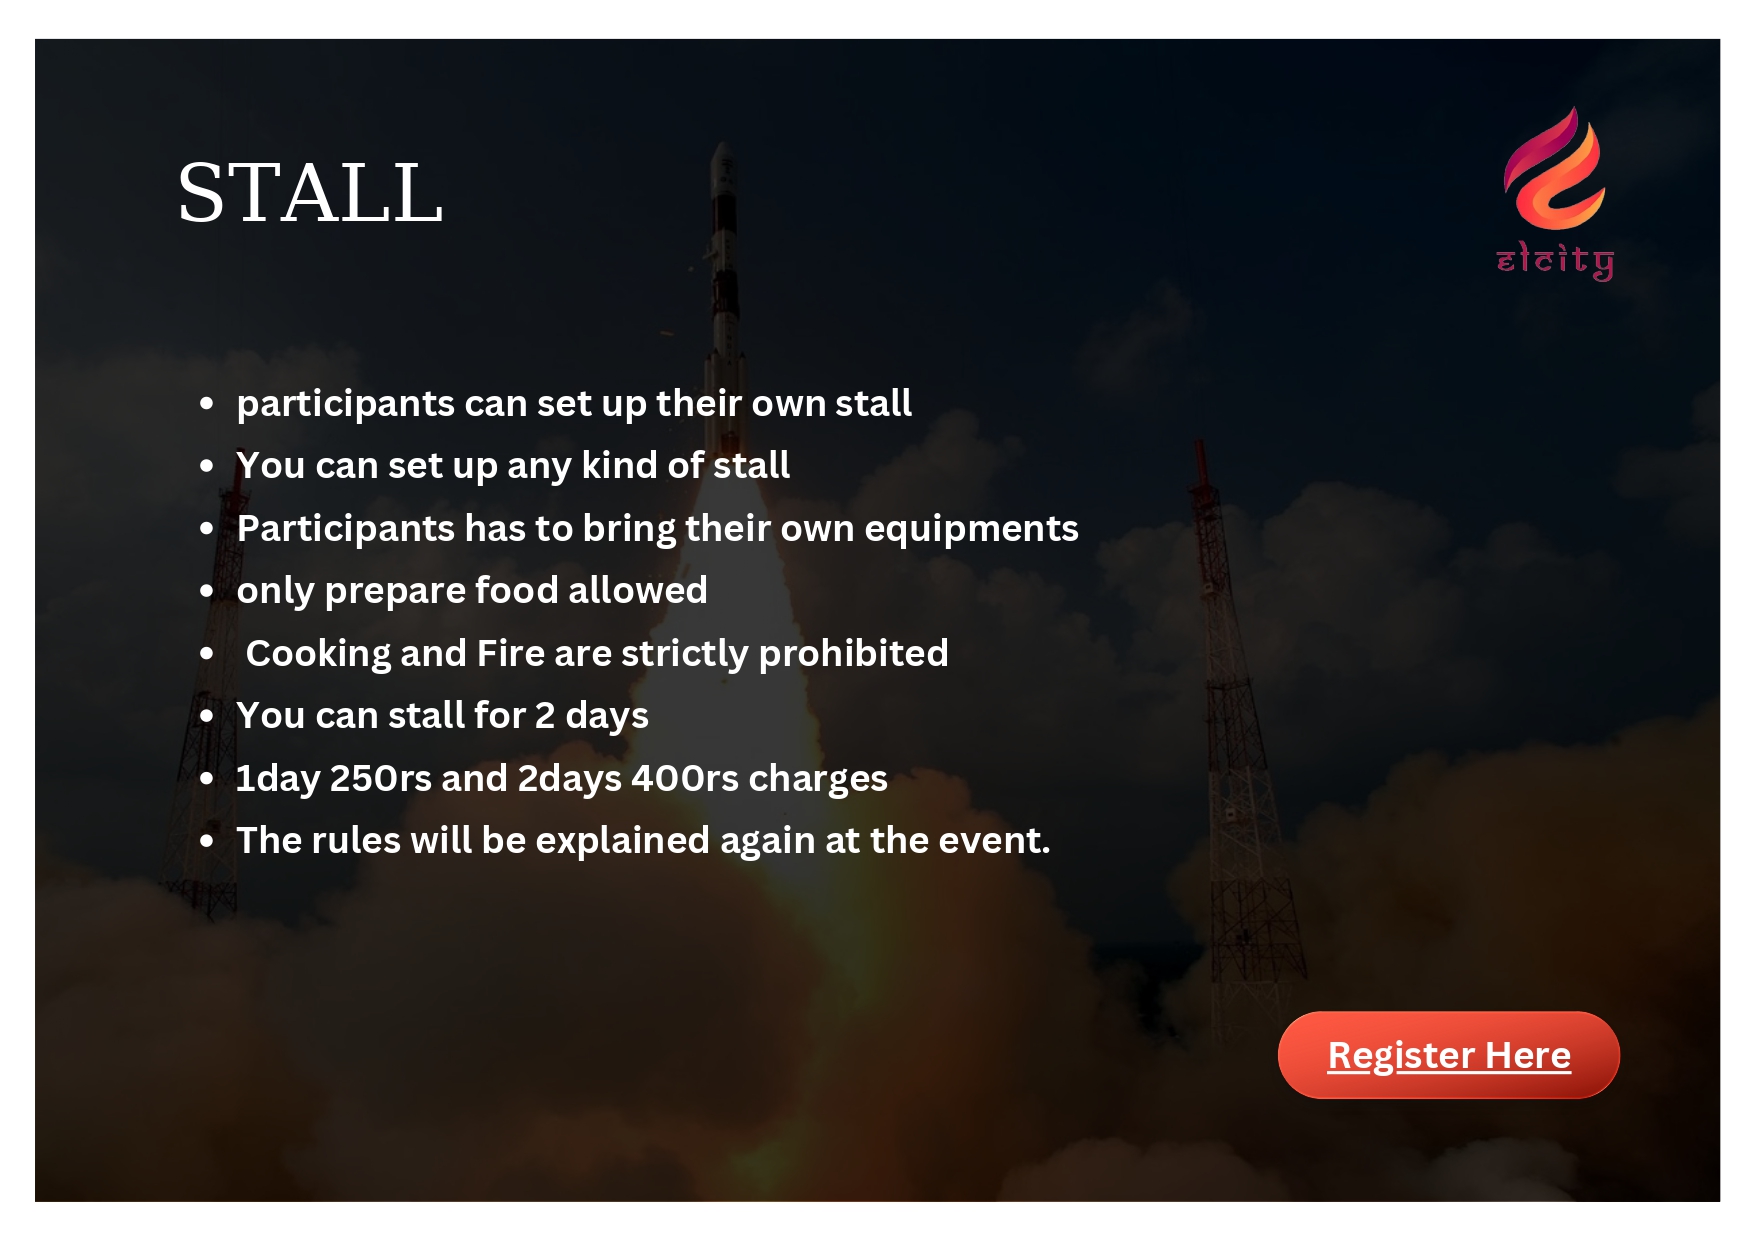 STALL
elcity
• participants can set up their own stall
• You can set up any kind of stall
• Participants has to bring their own equipments
• only prepare food allowed
• Cooking and Fire are strictly prohibited
• You can stall for 2 days
• 1day 250rs and 2days 400rs charges
• The rules will be explained again at the event.
Register Here